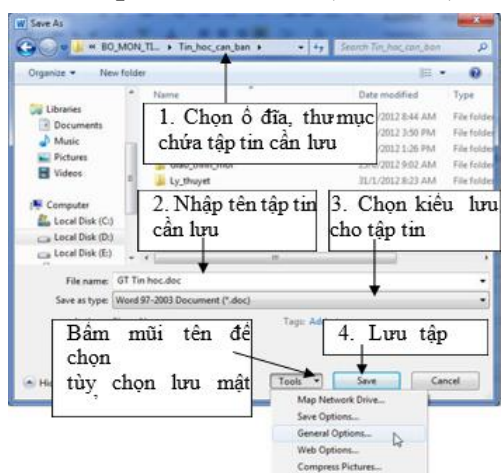 Save As
« BO_MON_TL... ▸ Tin_hoc_can_ban ▸
Search Tin_hoc_can_ban
Organize ▾ New folder
Name Date modified Type
Libraries
Documents
Music
Pictures
Videos
Computer
Local Disk (C:)
Local Disk (D:)
Local Disk (E:)
1. Chọn ổ đĩa, thư mục
chứa tập tin cần lưu
/2012 8:44 AM File folder
/2012 3:50 PM File folder
/2012 1:26 PM File folder
/2012 9:02 AM File folder
Ly_thuyet 31/1/2012 8:23 AM File folder
2. Nhập tên tập tin
cần lưu
3. Chọn kiểu lưu
cho tập tin
File name: GT Tin hoc.doc
Save as type: Word 97-2003 Document (*.doc)
Tags:
Bấm mũi tên để
chọn
tùy chọn lưu mật
4. Lưu tập
Tools ▾ Save Cancel
Map Network Drive...
Save Options...
General Options...
Web Options...
Compress Pictures...